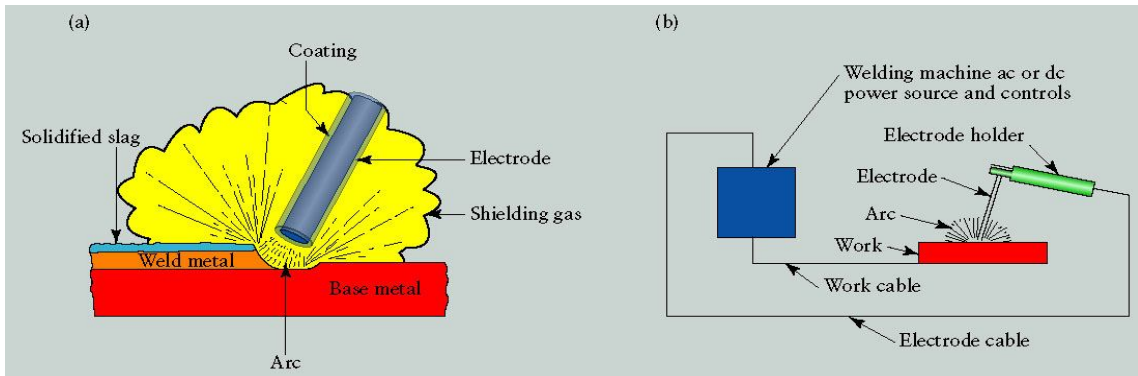 (a)
Coating
Solidified slag
Electrode
Shielding gas
Weld metal
Base metal
Arc
(b)
Welding machine ac or dc
power source and controls
Electrode holder
Electrode
Arc
Work
Work cable
Electrode cable